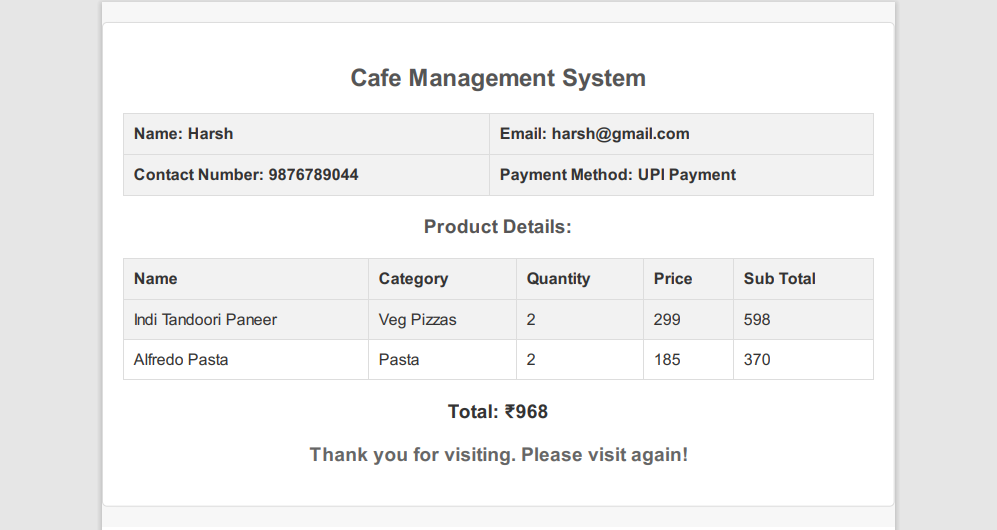 Cafe Management System
Name: Harsh Email: harsh@gmail.com
Contact Number: 9876789044 Payment Method: UPI Payment
Product Details:
Name Category Quantity Price Sub Total
Indi Tandoori Paneer Veg Pizzas 2 299 598
Alfredo Pasta Pasta 2 185 370
Total: ₹968
Thank you for visiting. Please visit again!